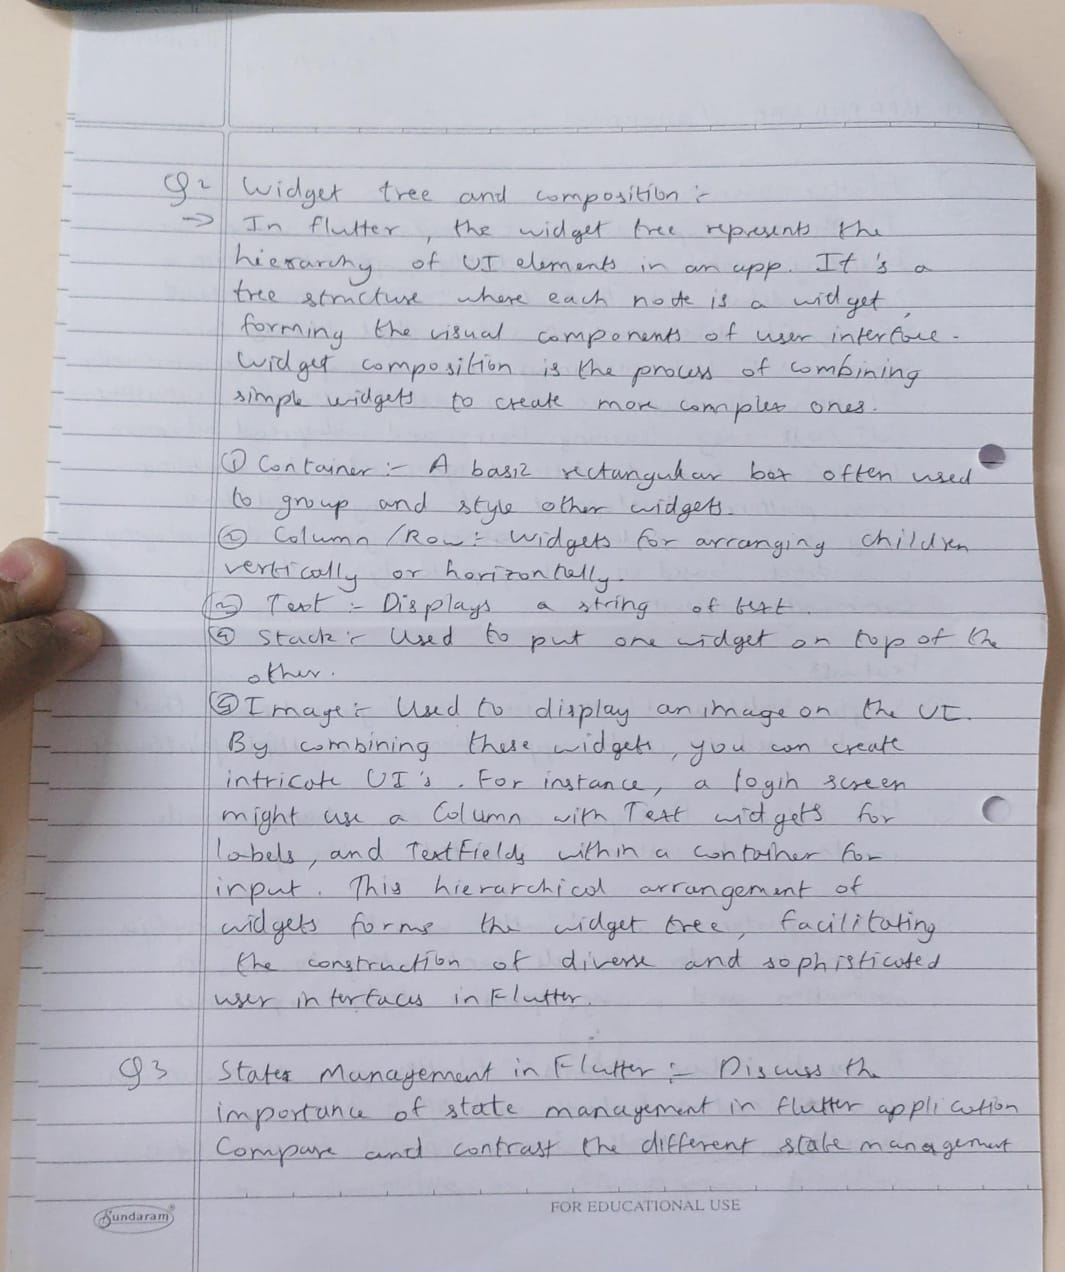 Q2 Widget tree and composition :-
→ In flutter, the widget tree represents the
hierarchy of UI elements in an app. It's a
tree structure where each node is a widget,
forming the visual components of user interface.
Widget composition is the process of combining
simple widgets to create more complex ones.
① Container :- A basic rectangular box often used
to group and style other widgets.
② Column / Row :- Widgets for arranging children
vertically or horizontally.
③ Text :- Displays a string of text.
④ Stack :- Used to put one widget on top of the
other.
⑤ Image :- Used to display an image on the UI.
By combining these widgets, you can create
intricate UI's. For instance, a login screen
might use a Column with Text widgets for
labels, and TextFields within a container for
input. This hierarchical arrangement of
widgets forms the widget tree, facilitating
the construction of diverse and sophisticated
user interfaces in Flutter.
Q3 State Management in Flutter :- Discuss the
importance of state management in flutter application
Compare and contrast the different state management
Sundaram
FOR EDUCATIONAL USE